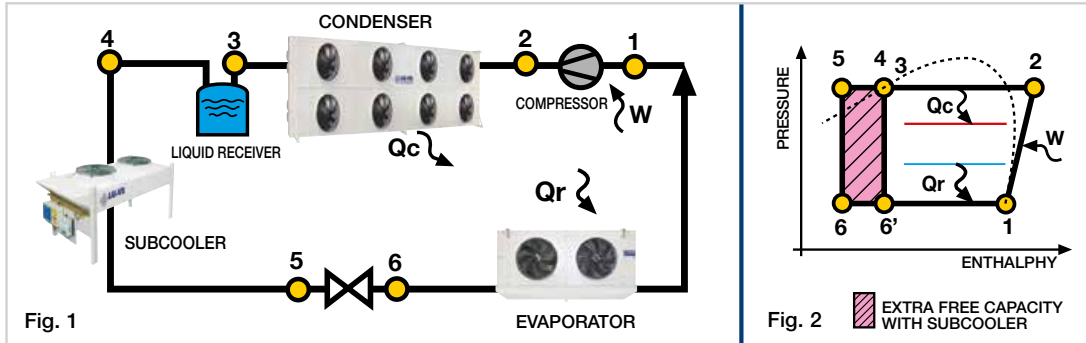 CONDENSER
4
3
2
1
COMPRESSOR
W
LIQUID RECEIVER
Qc
Qr
SUBCOOLER
5
6
EVAPORATOR
Fig. 1
PRESSURE
5
4
3
2
Qc
W
Qr
6
6’
1
ENTHALPHY
Fig. 2
EXTRA FREE CAPACITY
WITH SUBCOOLER